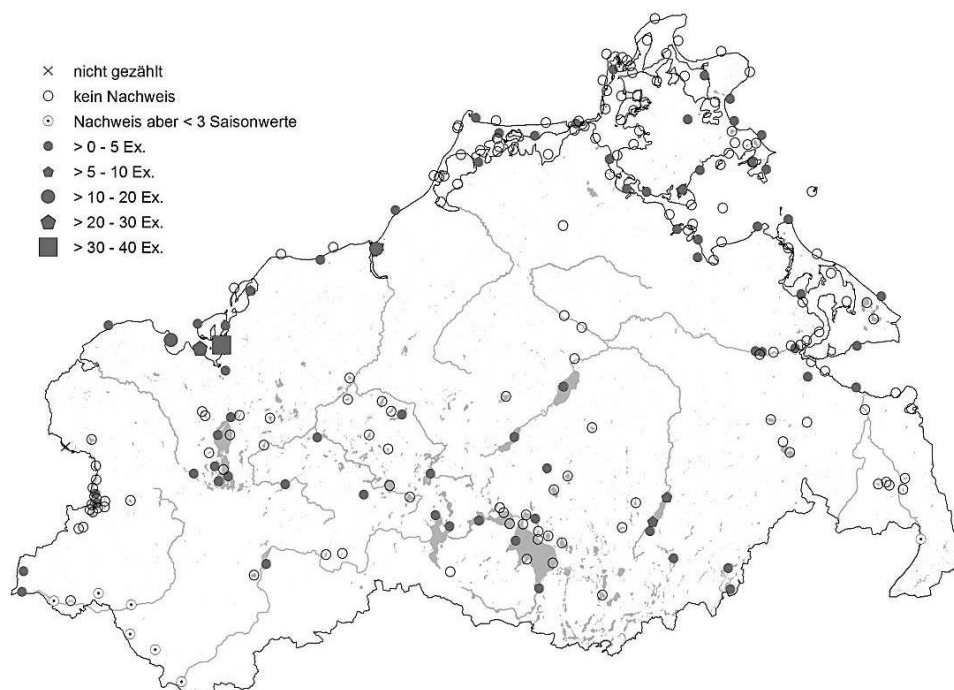 nicht gezählt
kein Nachweis
Nachweis aber < 3 Saisonwerte
> 0 - 5 Ex.
> 5 - 10 Ex.
> 10 - 20 Ex.
> 20 - 30 Ex.
> 30 - 40 Ex.